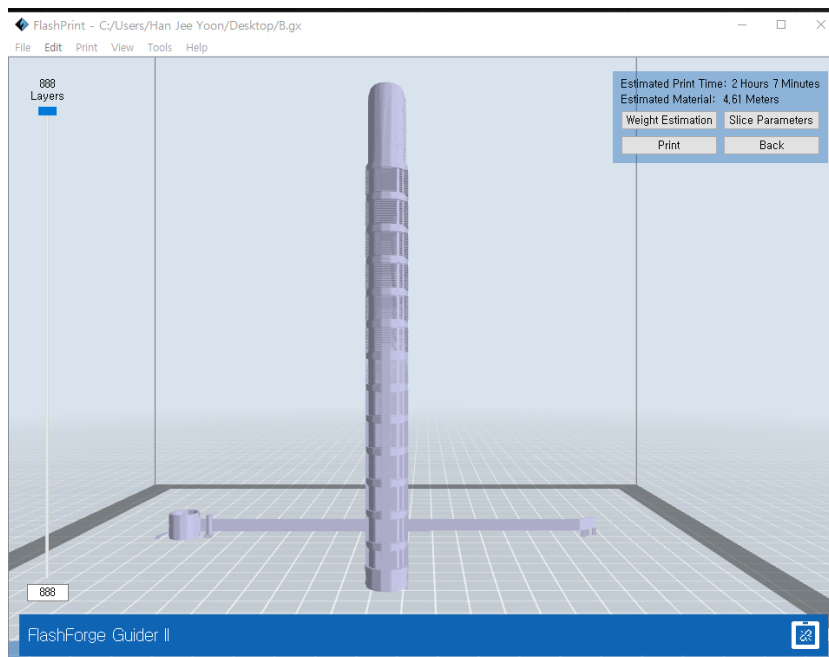 FlashPrint - C:/Users/Han Jee Yoon/Desktop/B.gx
File Edit Print View Tools Help
888
Layers
Estimated Print Time: 2 Hours 7 Minutes
Estimated Material: 4,61 Meters
Weight Estimation Slice Parameters
Print Back
888
FlashForge Guider II